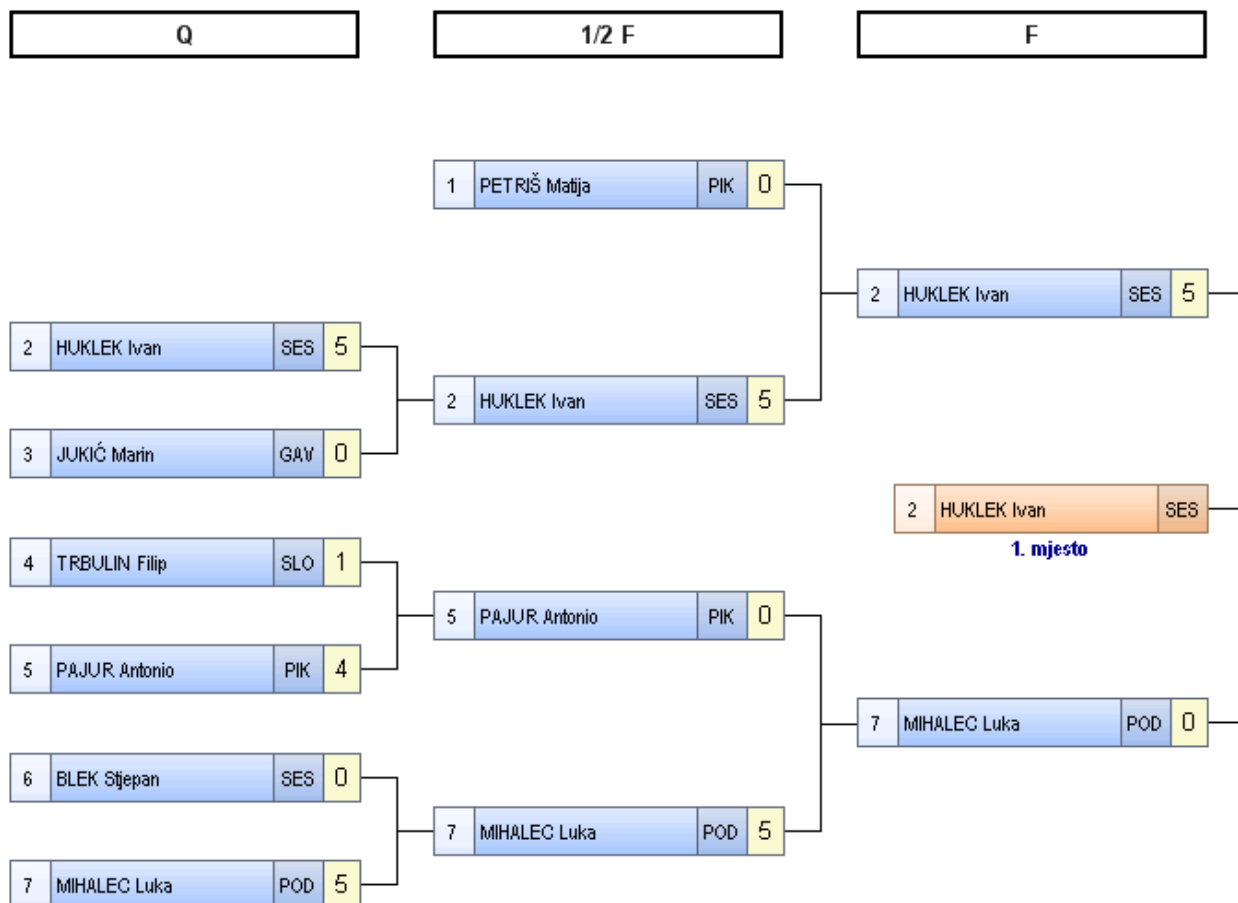 Q 1/2 F F
1 PETRIŠ Matija PIK 0
2 HUKLEK Ivan SES 5
2 HUKLEK Ivan SES 5
2 HUKLEK Ivan SES 5
3 JUKIĆ Marin GAV 0
2 HUKLEK Ivan SES
1. mjesto
4 TRBULIN Filip SLO 1
5 PAJUR Antonio PIK 0
5 PAJUR Antonio PIK 4
7 MIHALEC Luka POD 0
6 BLEK Stjepan SES 0
7 MIHALEC Luka POD 5
7 MIHALEC Luka POD 5